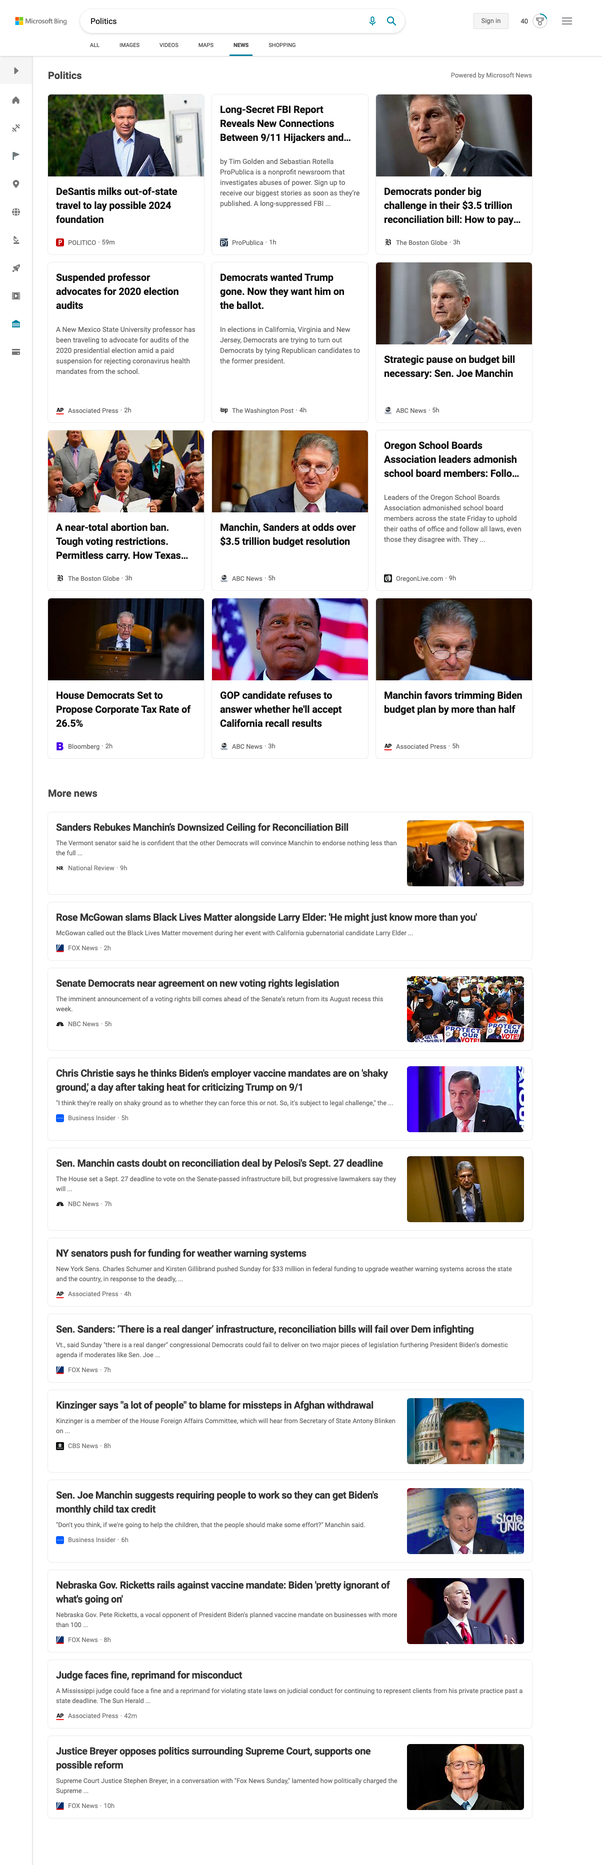 Microsoft Bing
Politics
Sign in
40
ALL
IMAGES
VIDEOS
MAPS
NEWS
SHOPPING
Politics
Powered by Microsoft News
DeSantis milks out-of-state
travel to lay possible 2024
foundation
POLITICO · 59m
Long-Secret FBI Report
Reveals New Connections
Between 9/11 Hijackers and...
by Tim Golden and Sebastian Rotella
ProPublica is a nonprofit newsroom that
investigates abuses of power. Sign up to
receive our biggest stories as soon as they're
published. A long-suppressed FBI ...
ProPublica · 1h
Democrats ponder big
challenge in their $3.5 trillion
reconciliation bill: How to pay...
The Boston Globe · 3h
Suspended professor
advocates for 2020 election
audits
A New Mexico State University professor has
been traveling to advocate for audits of the
2020 presidential election amid a paid
suspension for rejecting coronavirus health
mandates from the school.
AP Associated Press · 2h
Democrats wanted Trump
gone. Now they want him on
the ballot.
In elections in California, Virginia and New
Jersey, Democrats are trying to turn out
Democrats by tying Republican candidates to
the former president.
wp The Washington Post · 4h
Strategic pause on budget bill
necessary: Sen. Joe Manchin
ABC News · 5h
A near-total abortion ban.
Tough voting restrictions.
Permitless carry. How Texas...
The Boston Globe · 3h
Manchin, Sanders at odds over
$3.5 trillion budget resolution
ABC News · 5h
Oregon School Boards
Association leaders admonish
school board members: Follo...
Leaders of the Oregon School Boards
Association admonished school board
members across the state Friday to uphold
their oaths of office and follow all laws, even
those they disagree with. They ...
OregonLive.com · 9h
House Democrats Set to
Propose Corporate Tax Rate of
26.5%
B Bloomberg · 2h
GOP candidate refuses to
answer whether he'll accept
California recall results
ABC News · 3h
Manchin favors trimming Biden
budget plan by more than half
AP Associated Press · 5h
More news
Sanders Rebukes Manchin's Downsized Ceiling for Reconciliation Bill
The Vermont senator said he is confident that the other Democrats will convince Manchin to endorse nothing less than
the full ...
NR National Review · 9h
Rose McGowan slams Black Lives Matter alongside Larry Elder: 'He might just know more than you'
McGowan called out the Black Lives Matter movement during her event with California gubernatorial candidate Larry Elder ...
FOX News · 2h
Senate Democrats near agreement on new voting rights legislation
The imminent announcement of a voting rights bill comes ahead of the Senate's return from its August recess this
week.
NBC News · 5h
PROTECT OUR VOTE!
PROTECT OUR VOTE!
Chris Christie says he thinks Biden's employer vaccine mandates are on 'shaky
ground,' a day after taking heat for criticizing Trump on 9/1
"I think they're really on shaky ground as to whether they can force this or not. So, it's subject to legal challenge," the ...
Business Insider · 5h
Sen. Manchin casts doubt on reconciliation deal by Pelosi's Sept. 27 deadline
The House set a Sept. 27 deadline to vote on the Senate-passed infrastructure bill, but progressive lawmakers say they
will ...
NBC News · 7h
NY senators push for funding for weather warning systems
New York Sens. Charles Schumer and Kirsten Gillibrand pushed Sunday for $33 million in federal funding to upgrade weather warning systems across the state
and the country, in response to the deadly, ...
AP Associated Press · 4h
Sen. Sanders: 'There is a real danger' infrastructure, reconciliation bills will fail over Dem infighting
Vt., said Sunday "there is a real danger" congressional Democrats could fail to deliver on two major pieces of legislation furthering President Biden's domestic
agenda if moderates like Sen. Joe ...
FOX News · 7h
Kinzinger says "a lot of people" to blame for missteps in Afghan withdrawal
Kinzinger is a member of the House Foreign Affairs Committee, which will hear from Secretary of State Antony Blinken
on ...
CBS News · 8h
Sen. Joe Manchin suggests requiring people to work so they can get Biden's
monthly child tax credit
"Don't you think, if we're going to help the children, that the people should make some effort?" Manchin said.
Business Insider · 6h
State
UNIO
Nebraska Gov. Ricketts rails against vaccine mandate: Biden 'pretty ignorant of
what's going on'
Nebraska Gov. Pete Ricketts, a vocal opponent of President Biden's planned vaccine mandate on businesses with more
than 100 ...
FOX News · 8h
Judge faces fine, reprimand for misconduct
A Mississippi judge could face a fine and a reprimand for violating state laws on judicial conduct for continuing to represent clients from his private practice past a
state deadline. The Sun Herald ...
AP Associated Press · 42m
Justice Breyer opposes politics surrounding Supreme Court, supports one
possible reform
Supreme Court Justice Stephen Breyer, in a conversation with "Fox News Sunday," lamented how politically charged the
Supreme ...
FOX News · 10h